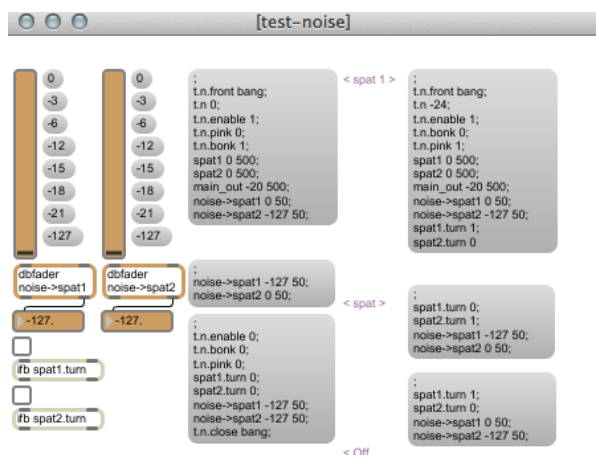 [test-noise]
0
-3
-6
-12
-15
-18
-21
-127
dbfader
noise->spat1
-127.
ifb spat1.turn
ifb spat2.turn
0
-3
-6
-12
-15
-18
-21
-127
dbfader
noise->spat2
-127.
;
t.n.front bang;
t.n 0;
t.n.enable 1;
t.n.pink 0;
t.n.bonk 1;
spat1 0 500;
spat2 0 500;
main_out -20 500;
noise->spat1 0 50;
noise->spat2 -127 50;
;
noise->spat1 -127 50;
noise->spat2 0 50;
;
t.n.enable 0;
t.n.bonk 0;
t.n.pink 0;
spat1.turn 0;
spat2.turn 0;
noise->spat1 -127 50;
noise->spat2 -127 50;
t.n.close bang;
< spat 1 >
< spat >
< Off
;
t.n.front bang;
t.n -24;
t.n.enable 1;
t.n.bonk 0;
t.n.pink 1;
spat1 0 500;
spat2 0 500;
main_out -20 500;
noise->spat1 0 50;
noise->spat2 -127 50;
spat1.turn 1;
spat2.turn 0
;
spat1.turn 0;
spat2.turn 1;
noise->spat1 -127 50;
noise->spat2 0 50;
;
spat1.turn 1;
spat2.turn 0;
noise->spat1 0 50;
noise->spat2 -127 50;